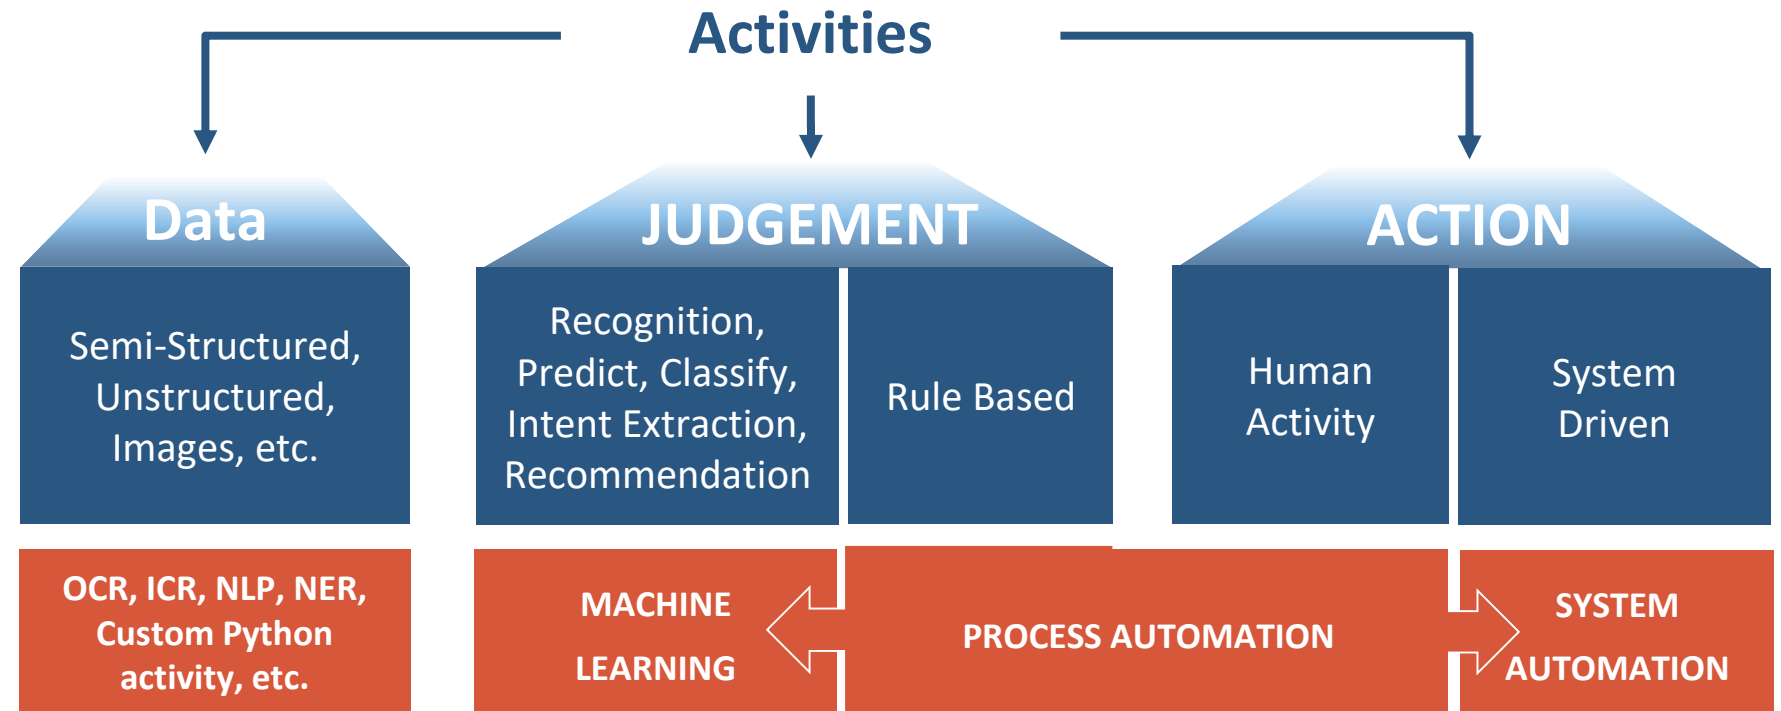 Activities
Data
JUDGEMENT
ACTION
Semi-Structured,
Unstructured,
Images, etc.
Recognition,
Predict, Classify,
Intent Extraction,
Recommendation
Rule Based
Human
Activity
System
Driven
OCR, ICR, NLP, NER,
Custom Python
activity, etc.
MACHINE
LEARNING
PROCESS AUTOMATION
SYSTEM
AUTOMATION